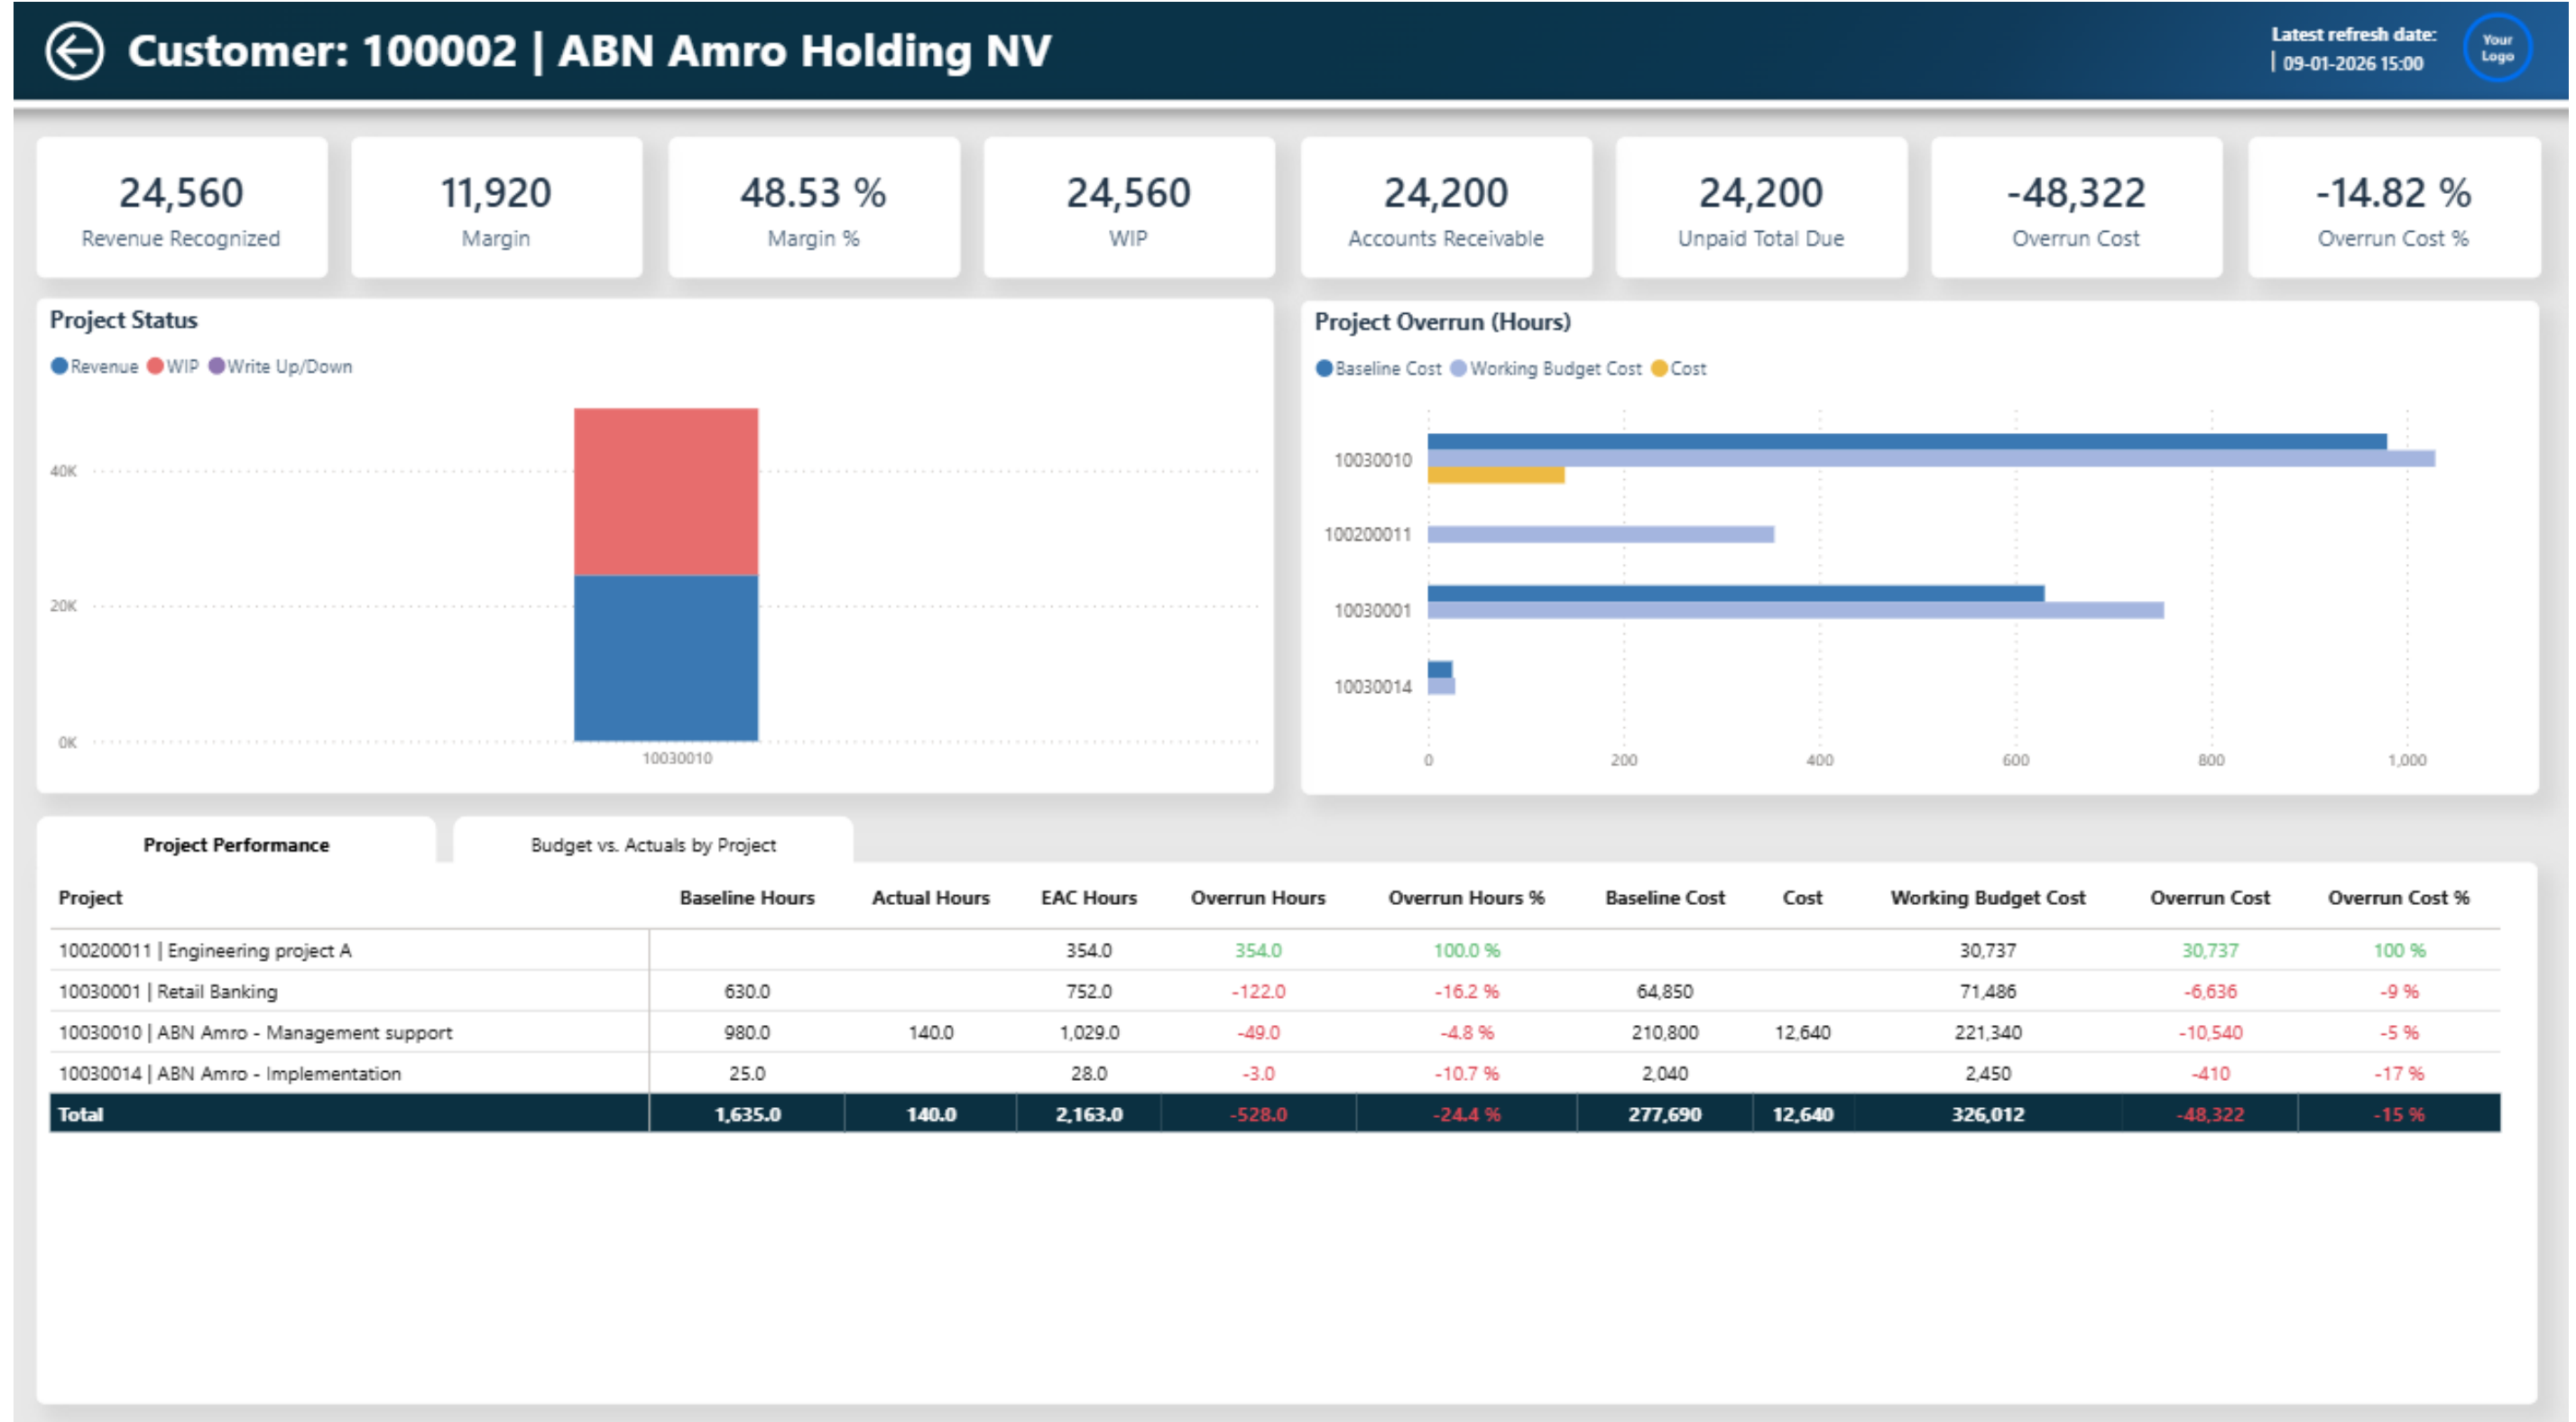 Customer: 100002 | ABN Amro Holding NV
Latest refresh date:
| 09-01-2026 15:00
Your
Logo
24,560
Revenue Recognized
11,920
Margin
48.53 %
Margin %
24,560
WIP
24,200
Accounts Receivable
24,200
Unpaid Total Due
-48,322
Overrun Cost
-14.82 %
Overrun Cost %
Project Status
Revenue WIP Write Up/Down
40K
20K
0K
10030010
Project Overrun (Hours)
Baseline Cost Working Budget Cost Cost
10030010
100200011
10030001
10030014
0 200 400 600 800 1,000
Project Performance Budget vs. Actuals by Project
Project Baseline Hours Actual Hours EAC Hours Overrun Hours Overrun Hours % Baseline Cost Cost Working Budget Cost Overrun Cost Overrun Cost %
100200011 | Engineering project A 354.0 354.0 100.0 % 30,737 30,737 100 %
10030001 | Retail Banking 630.0 752.0 -122.0 -16.2 % 64,850 71,486 -6,636 -9 %
10030010 | ABN Amro - Management support 980.0 140.0 1,029.0 -49.0 -4.8 % 210,800 12,640 221,340 -10,540 -5 %
10030014 | ABN Amro - Implementation 25.0 28.0 -3.0 -10.7 % 2,040 2,450 -410 -17 %
Total 1,635.0 140.0 2,163.0 -528.0 -24.4 % 277,690 12,640 326,012 -48,322 -15 %